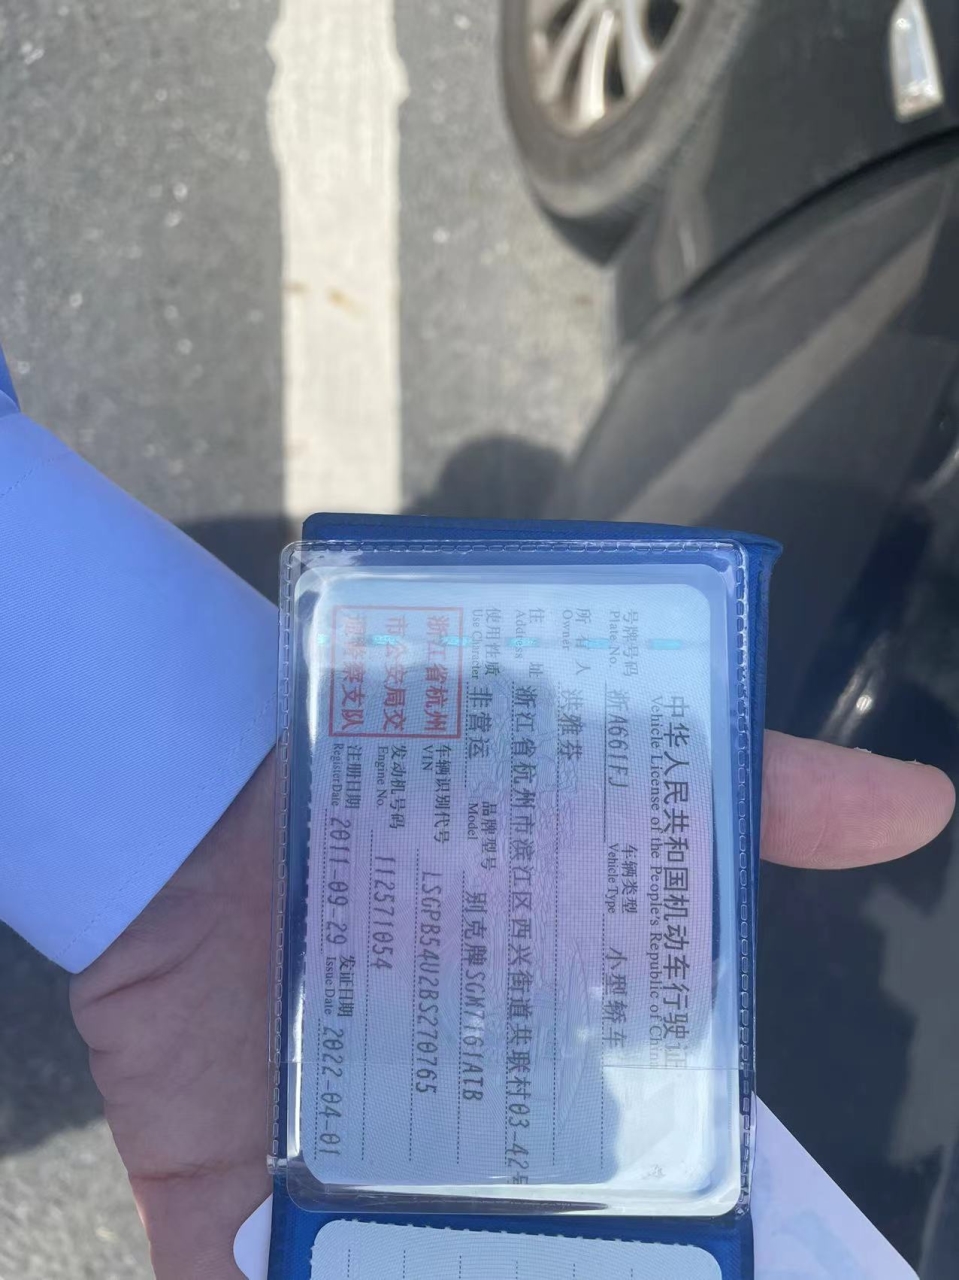 中华人民共和国机动车行驶证
Vehicle License of the People's Republic of China
号牌号码 浙A661FJ 车辆类型 小型轿车
Plate No. Vehicle Type
所有人 洪雅芬
Owner
住址 浙江省杭州市滨江区西兴街道共联村03-42号
Address
使用性质 非营运 品牌型号 别克牌SGM7161ATB
Use Character Model
浙江省杭州
市公安局交
通警察支队
车辆识别代号 LSGPB54U2BS270765
VIN
发动机号码 112571054
Engine No.
注册日期 2011-09-29 发证日期 2022-04-01
Register Date Issue Date